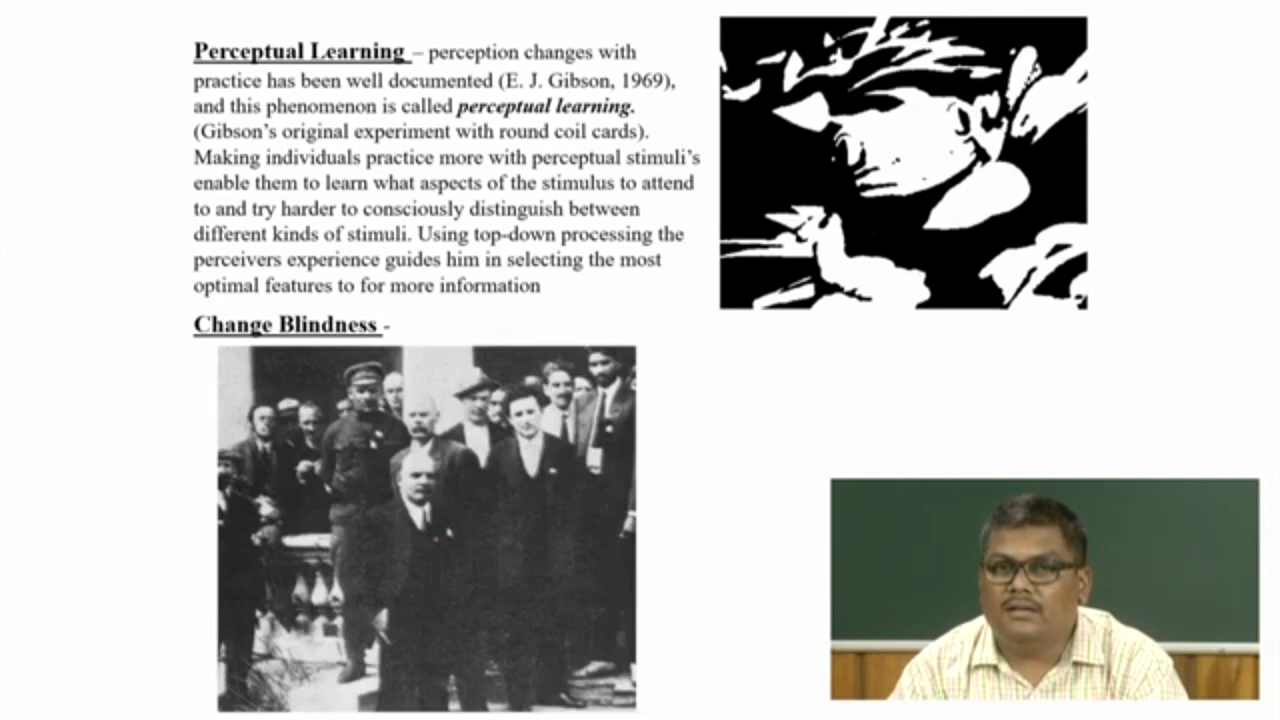 Perceptual Learning – perception changes with
practice has been well documented (E. J. Gibson, 1969),
and this phenomenon is called perceptual learning.
(Gibson's original experiment with round coil cards).
Making individuals practice more with perceptual stimuli's
enable them to learn what aspects of the stimulus to attend
to and try harder to consciously distinguish between
different kinds of stimuli. Using top-down processing the
perceivers experience guides him in selecting the most
optimal features to for more information
Change Blindness -